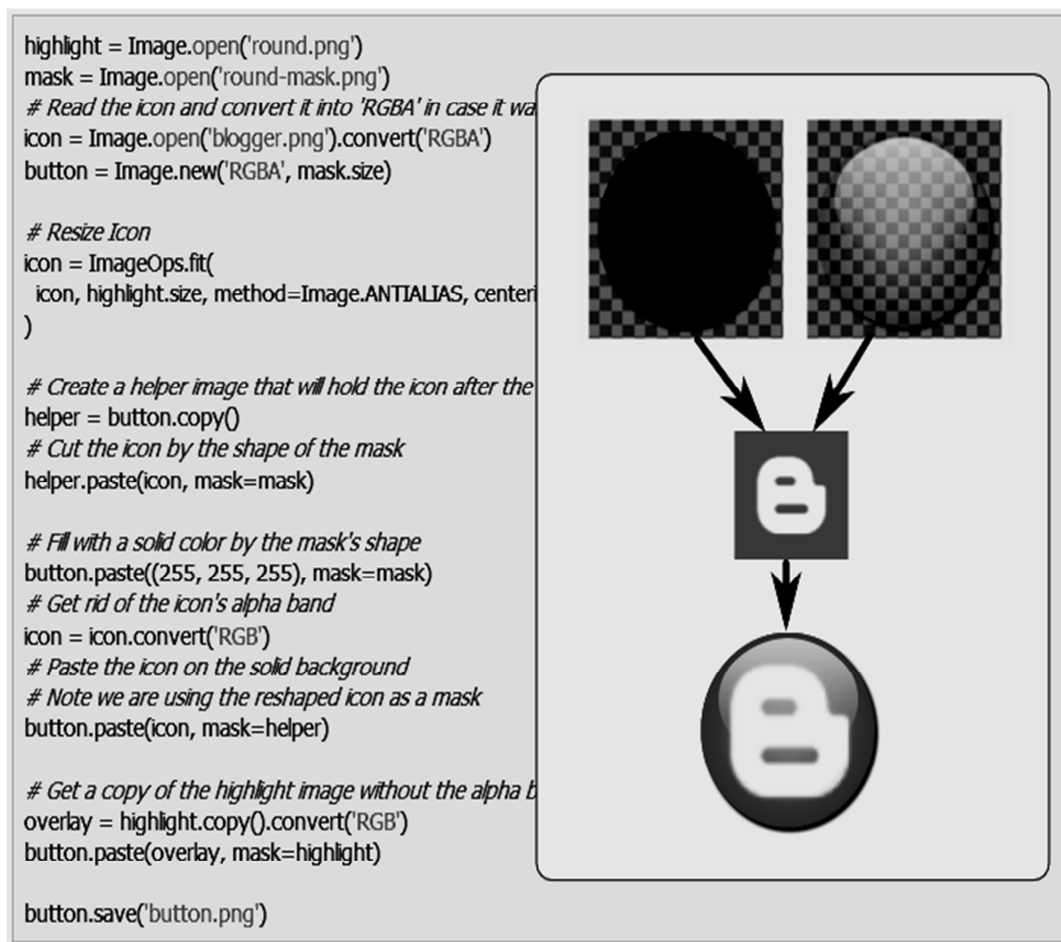 highlight = Image.open('round.png')
mask = Image.open('round-mask.png')
# Read the icon and convert it into 'RGBA' in case it wa
icon = Image.open('blogger.png').convert('RGBA')
button = Image.new('RGBA', mask.size)
# Resize Icon
icon = ImageOps.fit(
icon, highlight.size, method=Image.ANTIALIAS, centeri
)
# Create a helper image that will hold the icon after the
helper = button.copy()
# Cut the icon by the shape of the mask
helper.paste(icon, mask=mask)
# Fill with a solid color by the mask's shape
button.paste((255, 255, 255), mask=mask)
# Get rid of the icon's alpha band
icon = icon.convert('RGB')
# Paste the icon on the solid background
# Note we are using the reshaped icon as a mask
button.paste(icon, mask=helper)
# Get a copy of the highlight image without the alpha b
overlay = highlight.copy().convert('RGB')
button.paste(overlay, mask=highlight)
button.save('button.png')